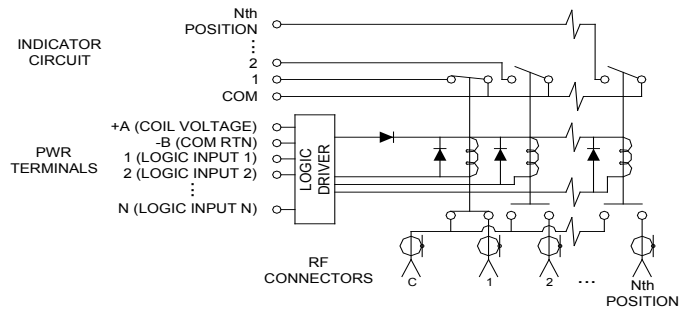 Nth
POSITION
INDICATOR
CIRCUIT
2
1
COM
+A (COIL VOLTAGE)
-B (COM RTN)
PWR
TERMINALS
1 (LOGIC INPUT 1)
2 (LOGIC INPUT 2)
N (LOGIC INPUT N)
LOGIC
DRIVER
RF
CONNECTORS
C
1
2
...
Nth
POSITION